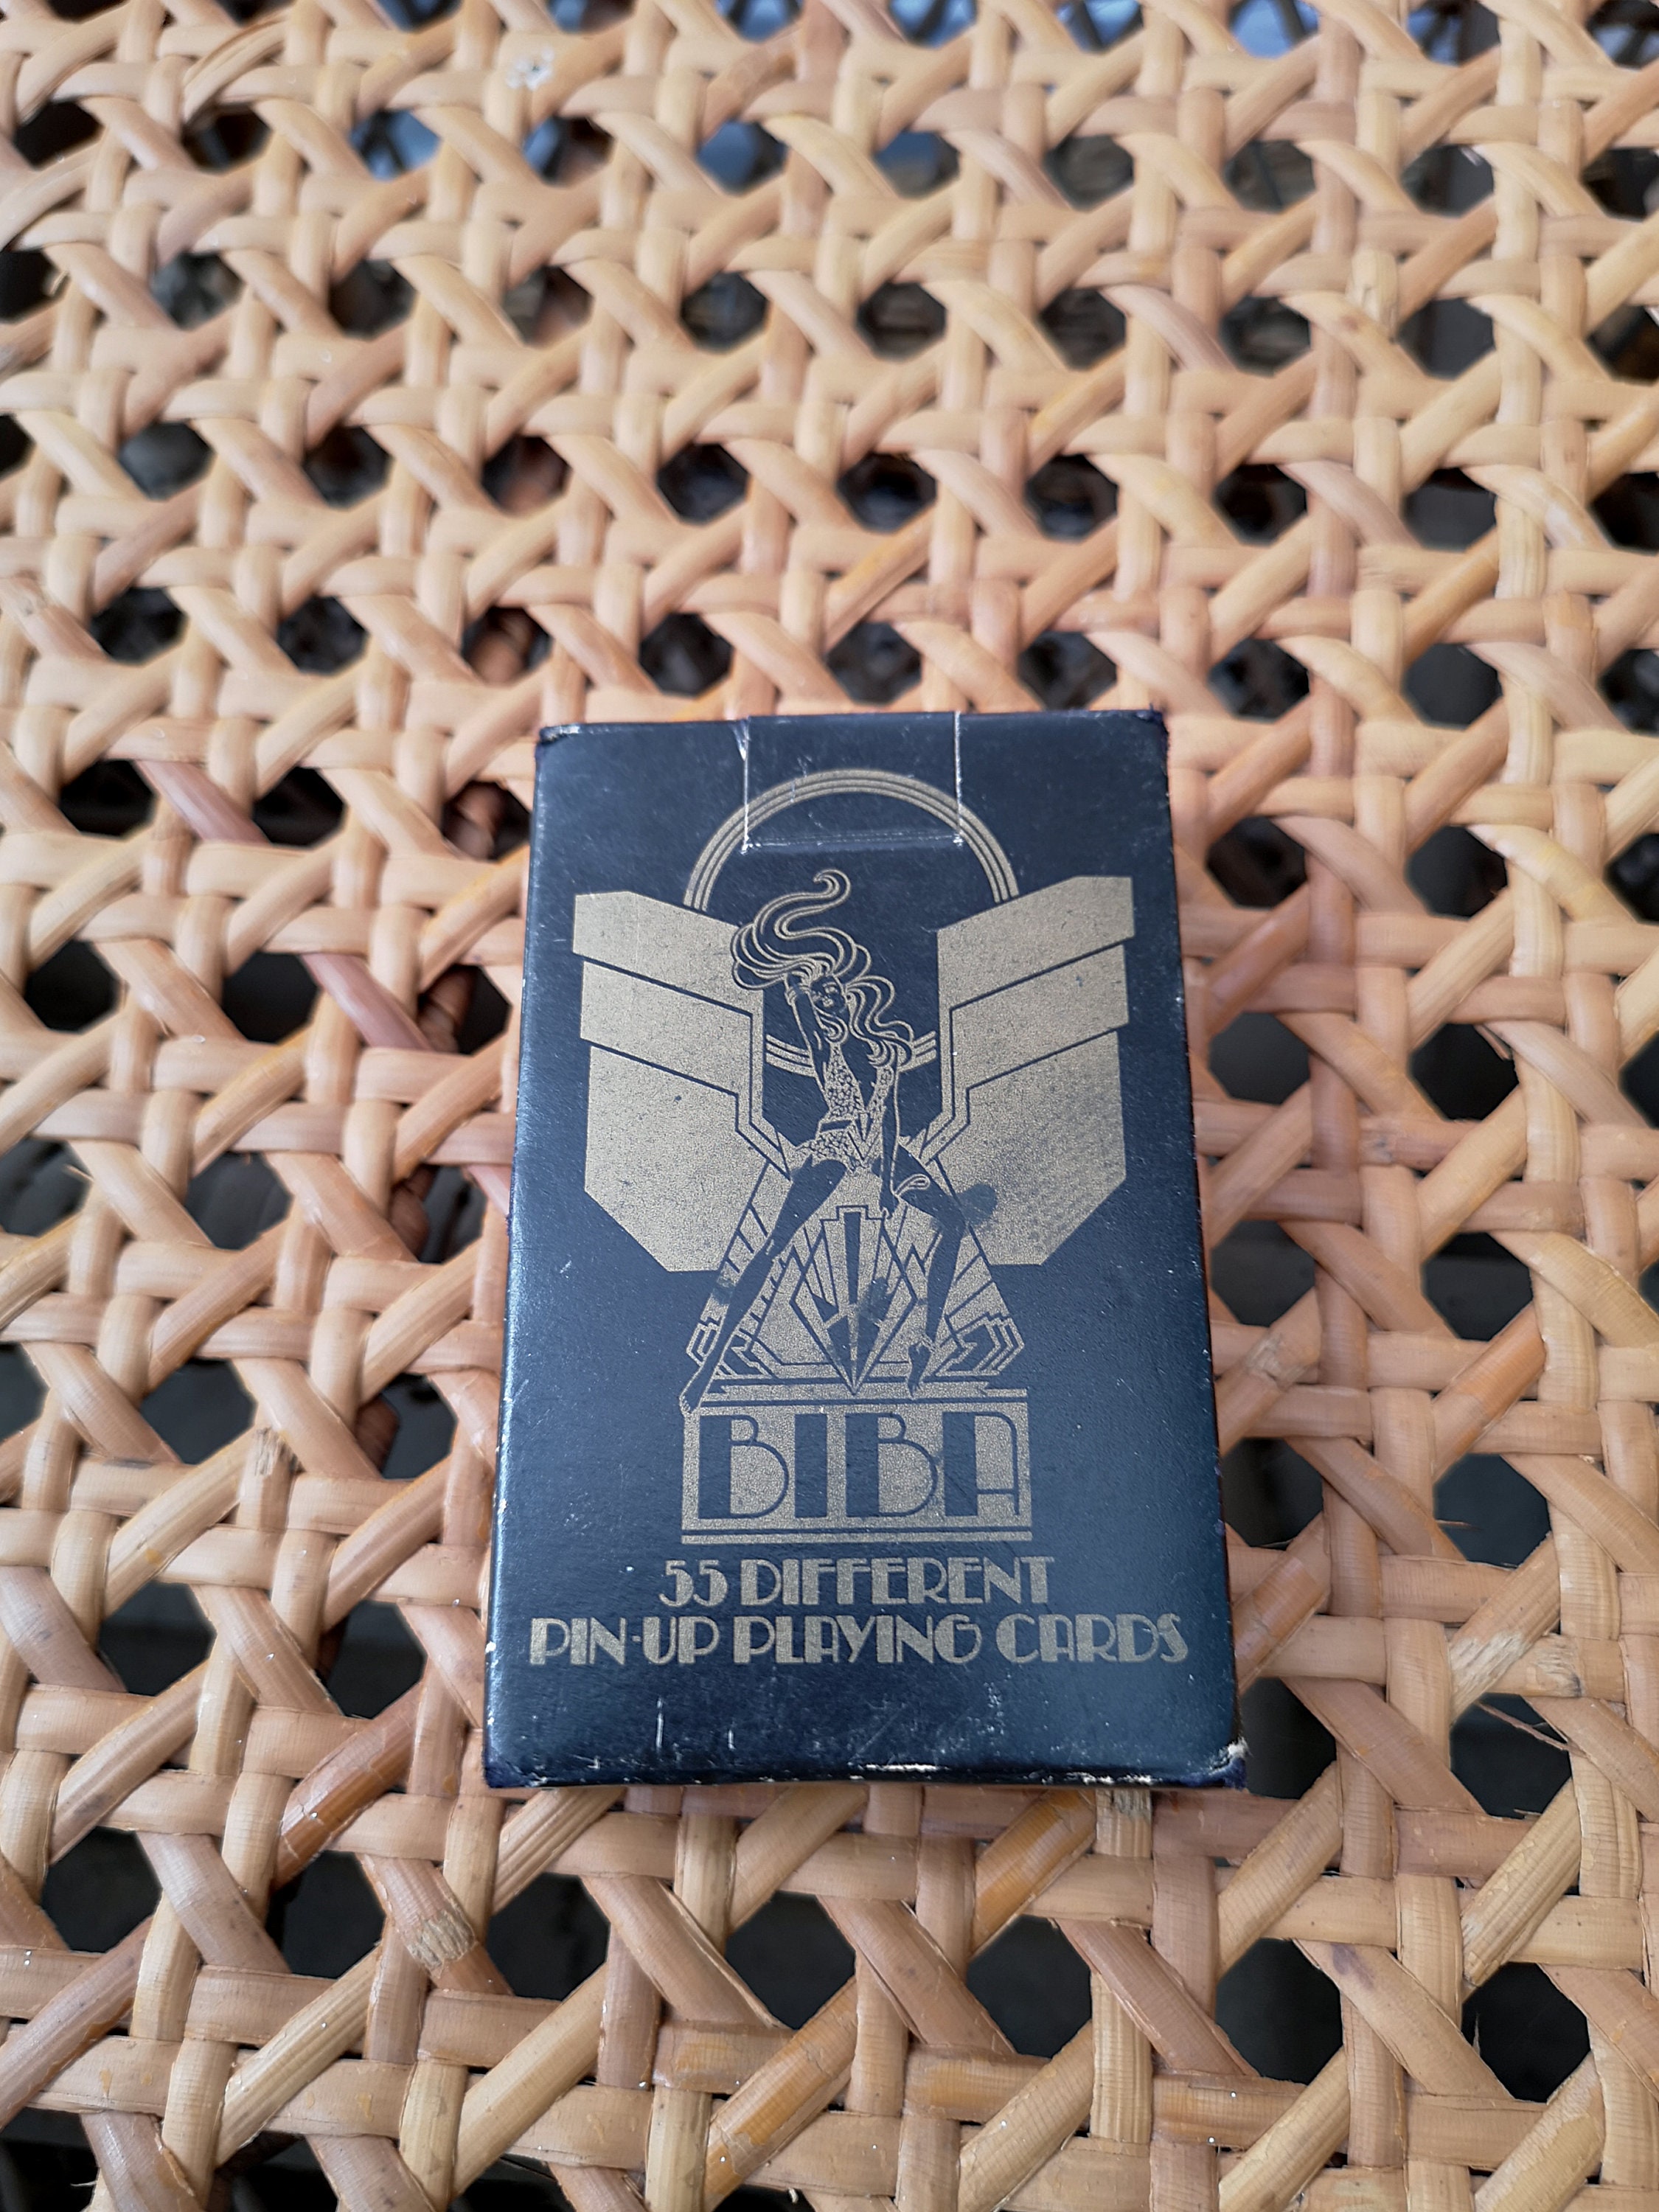 BIBA
55 DIFFERENT
PIN-UP PLAYING CARDS